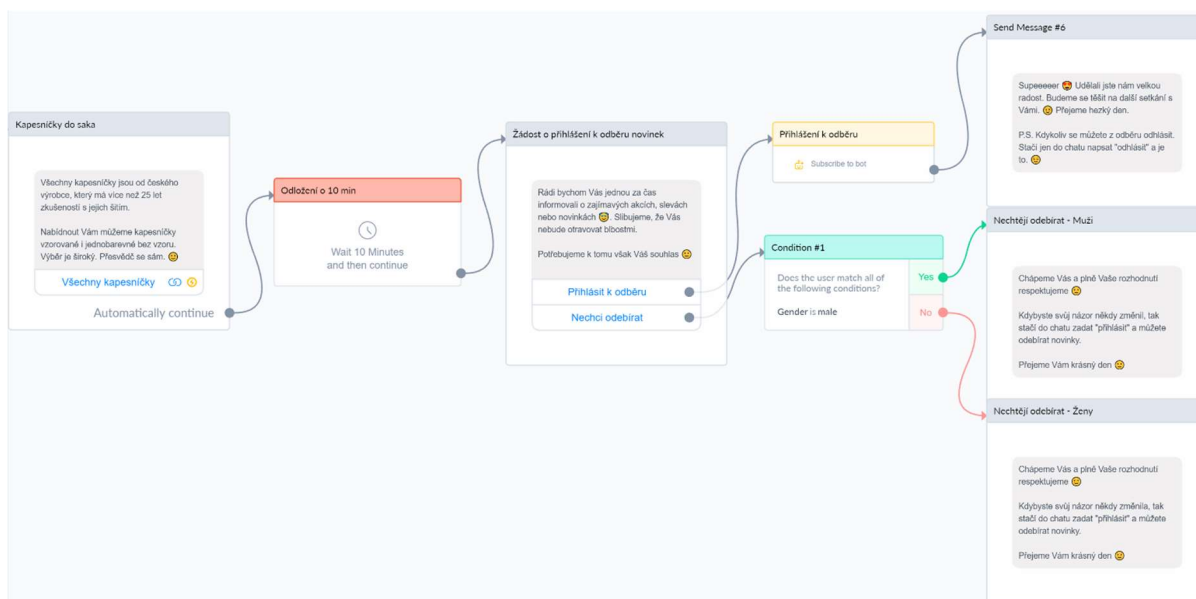 Kapesníčky do saka
Všechny kapesníčky jsou od českého
výrobce, který má více než 25 let
zkušeností s jejich šitím.
Nabídnout Vám můžeme kapesníčky
vzorované i jednobarevné bez vzoru.
Výběr je široký. Přesvědč se sám.
Všechny kapesníčky
Automatically continue
Odložení o 10 min
Wait 10 Minutes
and then continue
Žádost o přihlášení k odběru novinek
Rádi bychom Vás jednou za čas
informovali o zajímavých akcích, slevách
nebo novinkách 😇. Slibujeme, že Vás
nebude otravovat blbostmi.
Potřebujeme k tomu však Váš souhlas
Přihlásit k odběru
Nechci odebírat
Přihlášení k odběru
Subscribe to bot
Condition #1
Does the user match all of
the following conditions?
Gender is male
Yes
No
Send Message #6
Supeeeeer 😍 Udělali jste nám velkou
radost. Budeme se těšit na další setkání s
Vámi. Přejeme hezký den.
P.S. Kdykoliv se můžete z odběru odhlásit.
Stačí jen do chatu napsat "odhlásit" a je
to.
Nechtějí odebírat - Muži
Chápeme Vás a plně Vaše rozhodnutí
respektujeme
Kdybyste svůj názor někdy změnil, tak
stačí do chatu zadat "přihlásit" a můžete
odebírat novinky.
Přejeme Vám krásný den
Nechtějí odebírat - Ženy
Chápeme Vás a plně Vaše rozhodnutí
respektujeme
Kdybyste svůj názor někdy změnila, tak
stačí do chatu zadat "přihlásit" a můžete
odebírat novinky.
Přejeme Vám krásný den